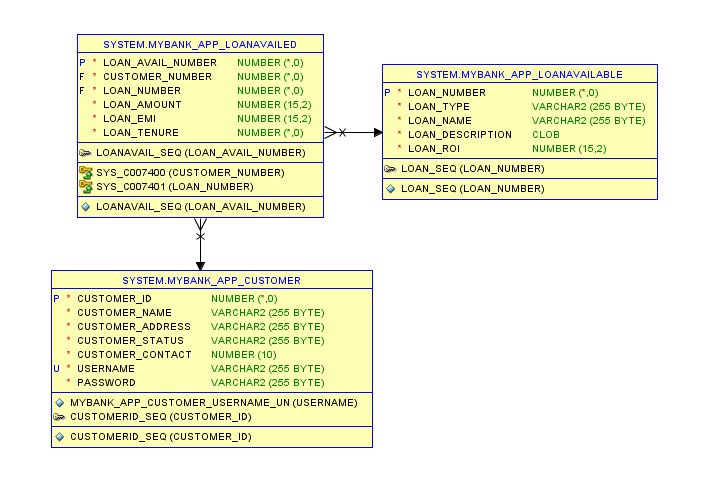 SYSTEM.MYBANK_APP_LOANAVAILED
P * LOAN_AVAIL_NUMBER NUMBER (*,0)
F * CUSTOMER_NUMBER NUMBER (*,0)
F * LOAN_NUMBER NUMBER (*,0)
* LOAN_AMOUNT NUMBER (15,2)
* LOAN_EMI NUMBER (15,2)
* LOAN_TENURE NUMBER (*,0)
LOANAVAIL_SEQ (LOAN_AVAIL_NUMBER)
SYS_C007400 (CUSTOMER_NUMBER)
SYS_C007401 (LOAN_NUMBER)
LOANAVAIL_SEQ (LOAN_AVAIL_NUMBER)
SYSTEM.MYBANK_APP_LOANAVAILABLE
P * LOAN_NUMBER NUMBER (*,0)
* LOAN_TYPE VARCHAR2 (255 BYTE)
* LOAN_NAME VARCHAR2 (255 BYTE)
* LOAN_DESCRIPTION CLOB
* LOAN_ROI NUMBER (15,2)
LOAN_SEQ (LOAN_NUMBER)
LOAN_SEQ (LOAN_NUMBER)
SYSTEM.MYBANK_APP_CUSTOMER
P * CUSTOMER_ID NUMBER (*,0)
* CUSTOMER_NAME VARCHAR2 (255 BYTE)
* CUSTOMER_ADDRESS VARCHAR2 (255 BYTE)
* CUSTOMER_STATUS VARCHAR2 (255 BYTE)
* CUSTOMER_CONTACT NUMBER (10)
U * USERNAME VARCHAR2 (255 BYTE)
* PASSWORD VARCHAR2 (255 BYTE)
MYBANK_APP_CUSTOMER_USERNAME_UN (USERNAME)
CUSTOMERID_SEQ (CUSTOMER_ID)
CUSTOMERID_SEQ (CUSTOMER_ID)